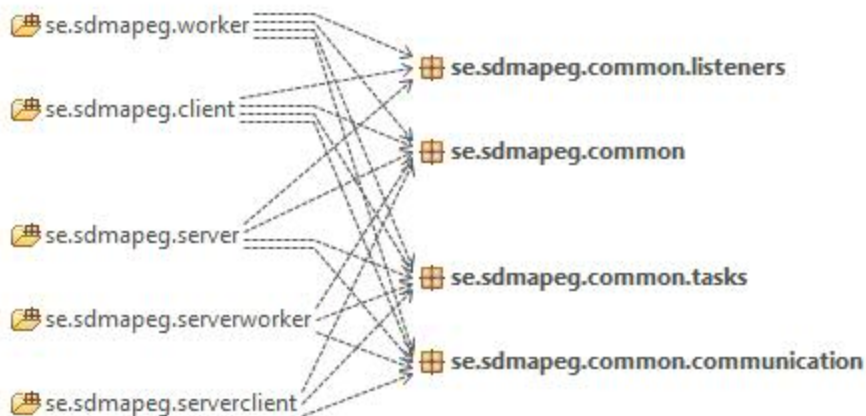 se.sdmapeg.worker
se.sdmapeg.common.listeners
se.sdmapeg.client
se.sdmapeg.common
se.sdmapeg.server
se.sdmapeg.common.tasks
se.sdmapeg.serverworker
se.sdmapeg.common.communication
se.sdmapeg.serverclient